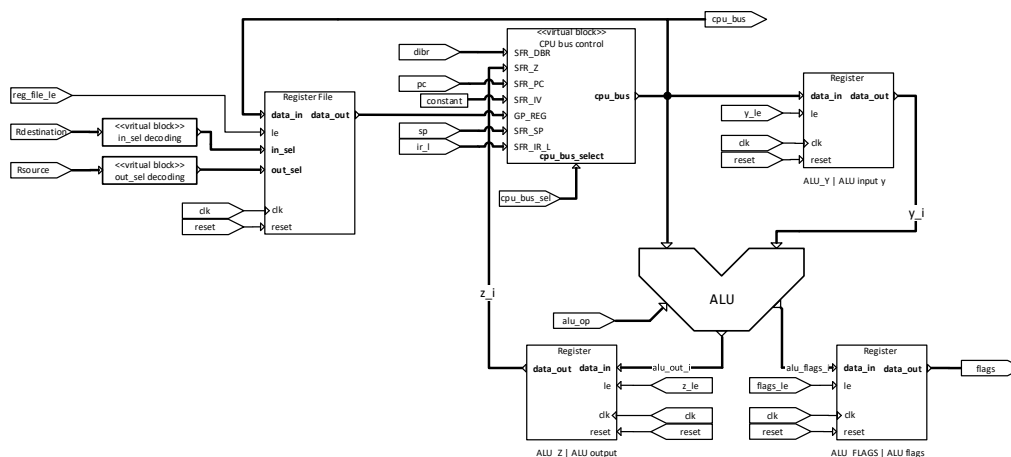 cpu_bus
<<virtual block>>
CPU bus control
dibr
SFR_DBR
SFR_Z
pc
SFR_PC
constant
SFR_IV
cpu_bus
GP_REG
sp
SFR_SP
ir_l
SFR_IR_L
cpu_bus_select
cpu_bus_sel
reg_file_le
Rdestination
<<vritual block>>
in_sel decoding
Rsource
<<virtual block>>
out_sel decoding
Register File
data_in data_out
le
in_sel
out_sel
clk
clk
reset
reset
Register
data_in data_out
y_le
le
clk
clk
reset
reset
ALU_Y | ALU input y
y_i
z_i
ALU
alu_op
Register
data_out data_in
alu_out_i
le
z_le
clk
clk
reset
reset
ALU_Z | ALU output
alu_flags_i
Register
data_in data_out
flags
flags_le
le
clk
clk
reset
reset
ALU_FLAGS | ALU flags